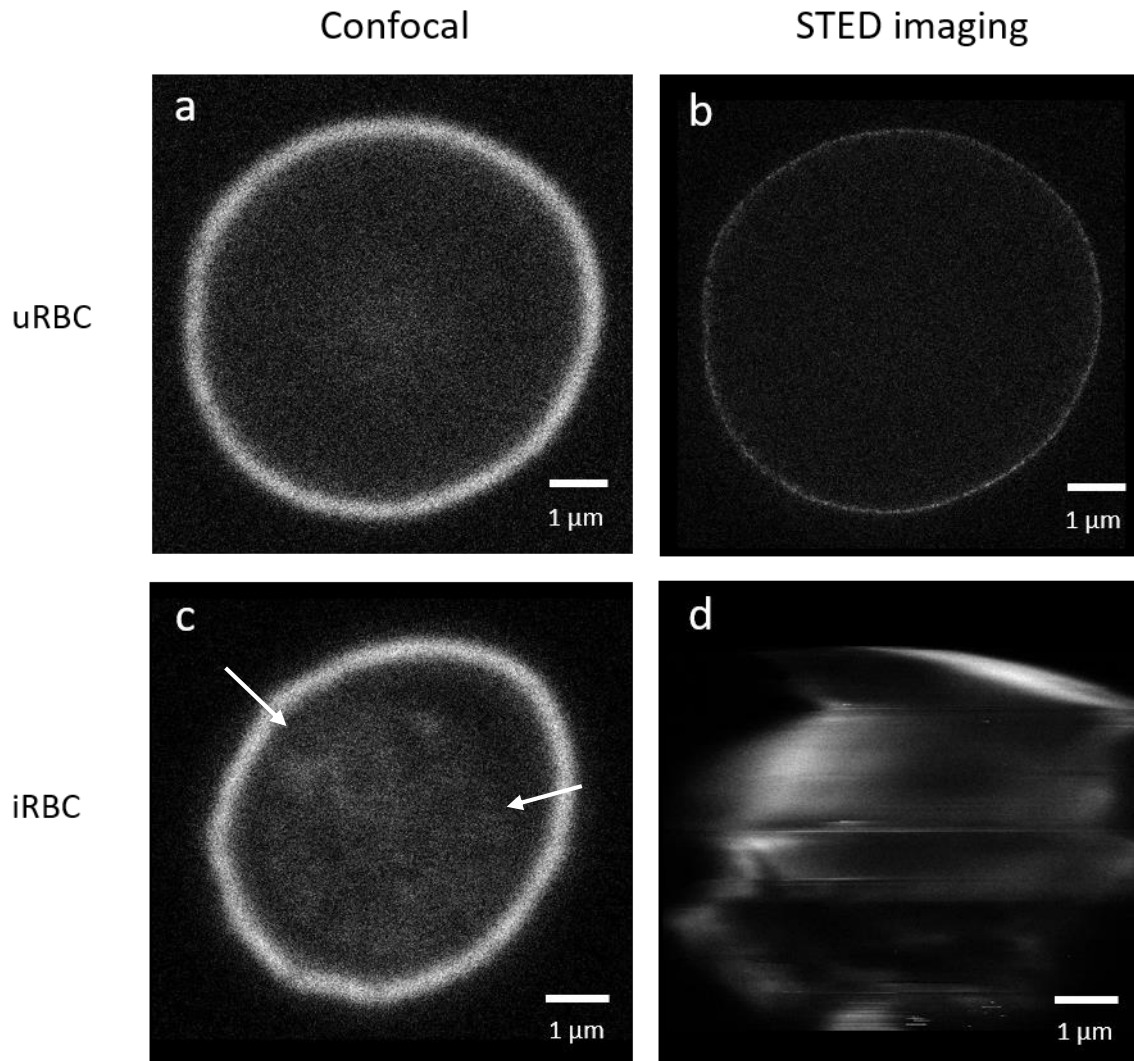 Confocal
STED imaging
a
b
uRBC
1 µm
1 µm
c
d
iRBC
1 µm
1 µm